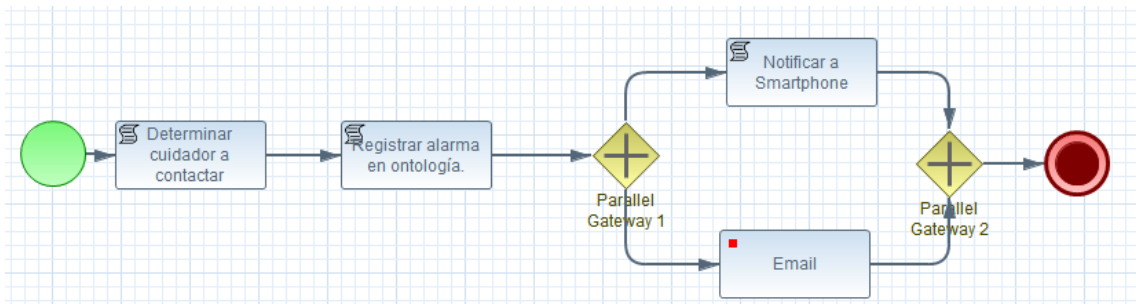 Determinar
cuidador a
contactar
Registrar alarma
en ontología.
Parallel
Gateway 1
Notificar a
Smartphone
Email
Parallel
Gateway 2